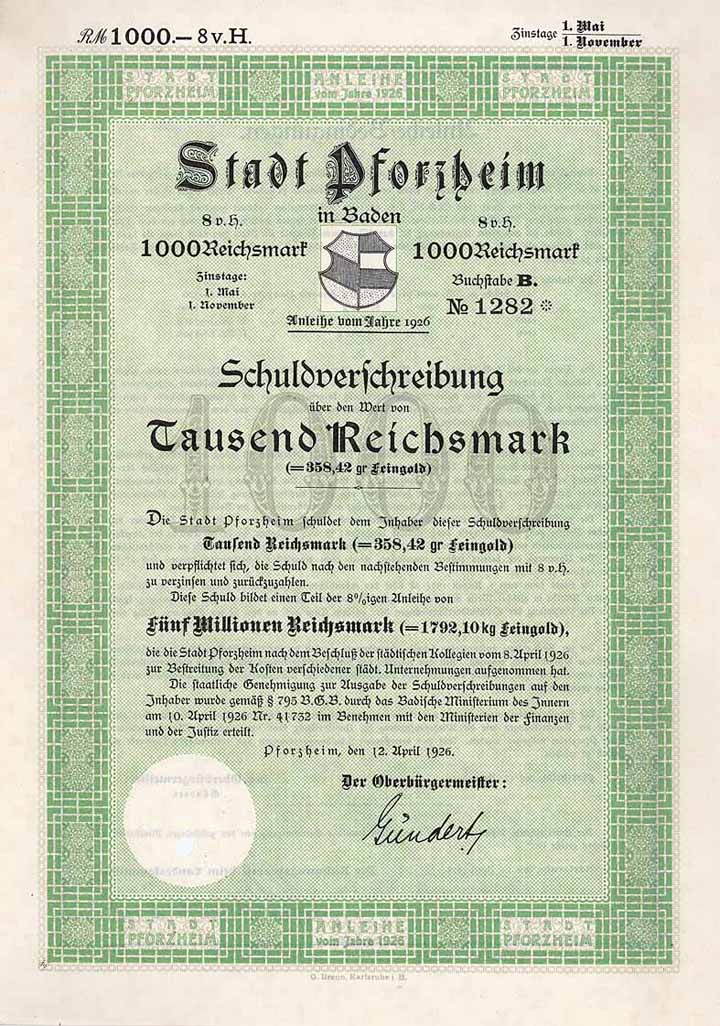 RM 1000.— 8 v. H.
Zinstage 1. Mai
1. November
STADT PFORZHEIM
ANLEIHE vom Jahre 1926
STADT PFORZHEIM
Stadt Pforzheim
in Baden
8 v. H.
8 v. H.
1000 Reichsmark
1000 Reichsmark
Zinstage:
1. Mai
1. November
Buchstabe B.
No 1282 *
Anleihe vom Jahre 1926
1000
Schuldverschreibung
über den Wert von
Tausend Reichsmark
(=358,42 gr Feingold)
Die Stadt Pforzheim schuldet dem Inhaber dieser Schuldverschreibung
Tausend Reichsmark (=358,42 gr Feingold)
und verpflichtet sich, die Schuld nach den nachstehenden Bestimmungen mit 8 v. H.
zu verzinsen und zurückzuzahlen.
Diese Schuld bildet einen Teil der 8%igen Anleihe von
Fünf Millionen Reichsmark (=1792,10 kg Feingold),
die die Stadt Pforzheim nach dem Beschluß der städtischen Kollegien vom 8. April 1926
zur Bestreitung der Kosten verschiedener städt. Unternehmungen aufgenommen hat.
Die staatliche Genehmigung zur Ausgabe der Schuldverschreibungen auf den
Inhaber wurde gemäß § 795 B.G.B. durch das Badische Ministerium des Innern
am 10. April 1926 Nr. 41732 im Benehmen mit den Ministerien der Finanzen
und der Justiz erteilt.
Pforzheim, den 12. April 1926.
Der Oberbürgermeister:
Gündert
STADT PFORZHEIM
ANLEIHE vom Jahre 1926
STADT PFORZHEIM
G. Braun, Karlsruhe i. B.